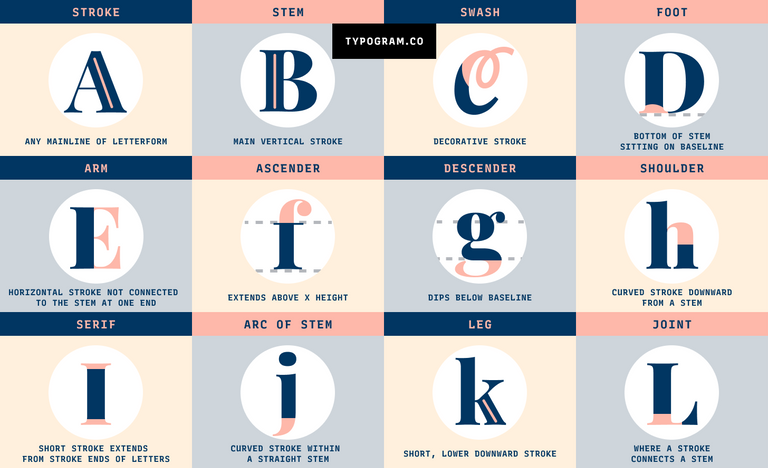 STROKE
STEM
SWASH
FOOT
TYPOGRAM.CO
A
B
C
D
ANY MAINLINE OF LETTERFORM
MAIN VERTICAL STROKE
DECORATIVE STROKE
BOTTOM OF STEM
SITTING ON BASELINE
ARM
ASCENDER
DESCENDER
SHOULDER
E
f
g
h
HORIZONTAL STROKE NOT CONNECTED
TO THE STEM AT ONE END
EXTENDS ABOVE X HEIGHT
DIPS BELOW BASELINE
CURVED STROKE DOWNWARD
FROM A STEM
SERIF
ARC OF STEM
LEG
JOINT
I
j
k
L
SHORT STROKE EXTENDS
FROM STROKE ENDS OF LETTERS
CURVED STROKE WITHIN
A STRAIGHT STEM
SHORT, LOWER DOWNWARD STROKE
WHERE A STROKE
CONNECTS A STEM